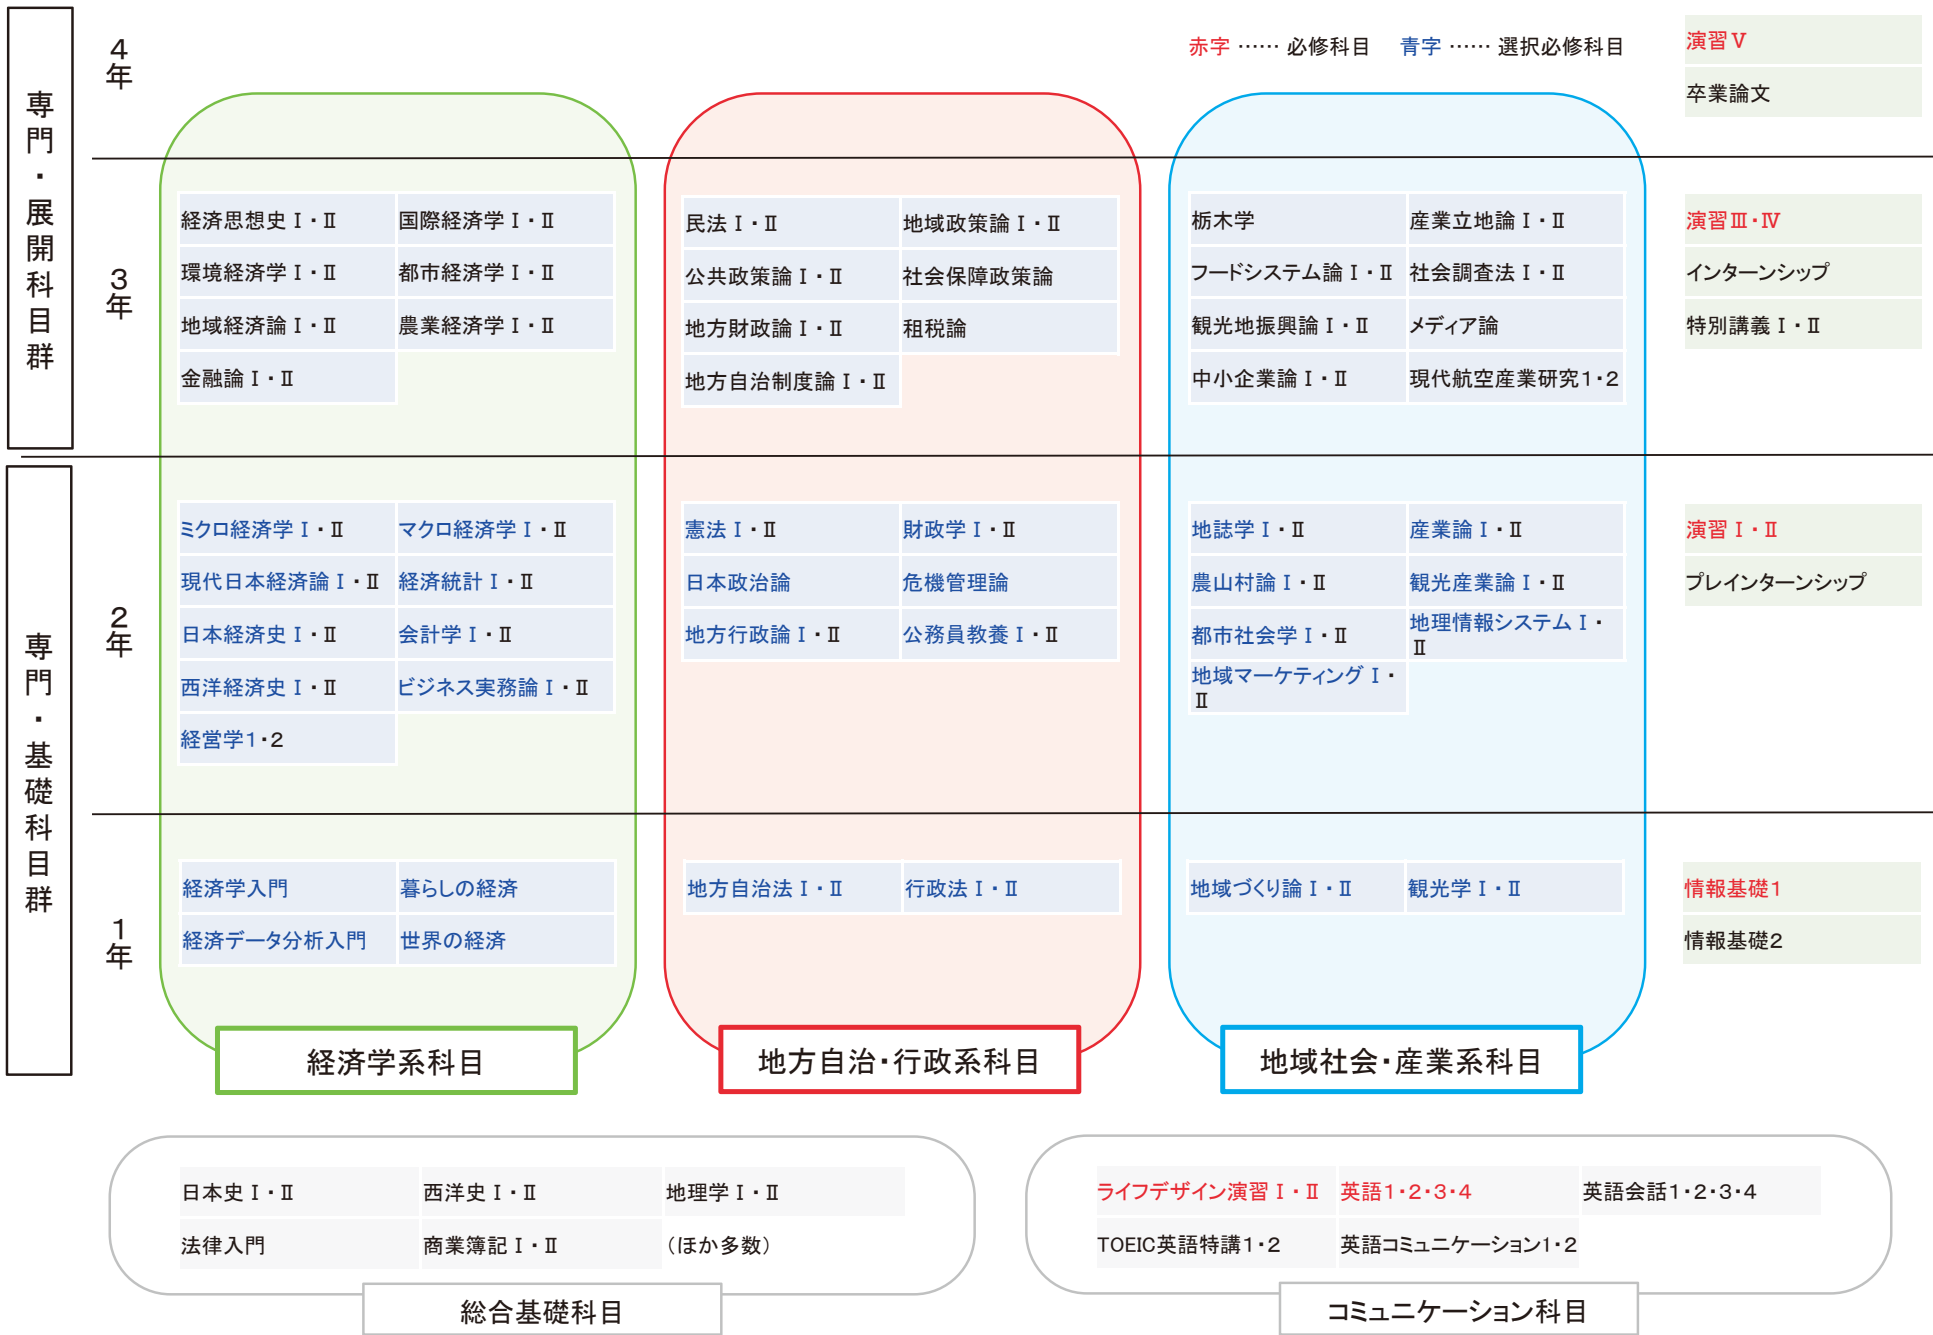 専門・展開科目群
4年
赤字 …… 必修科目 青字 …… 選択必修科目
演習Ⅴ
卒業論文
3年
経済思想史Ⅰ・Ⅱ 国際経済学Ⅰ・Ⅱ
環境経済学Ⅰ・Ⅱ 都市経済学Ⅰ・Ⅱ
地域経済論Ⅰ・Ⅱ 農業経済学Ⅰ・Ⅱ
金融論Ⅰ・Ⅱ
民法Ⅰ・Ⅱ 地域政策論Ⅰ・Ⅱ
公共政策論Ⅰ・Ⅱ 社会保障政策論
地方財政論Ⅰ・Ⅱ 租税論
地方自治制度論Ⅰ・Ⅱ
栃木学 産業立地論Ⅰ・Ⅱ
フードシステム論Ⅰ・Ⅱ 社会調査法Ⅰ・Ⅱ
観光地振興論Ⅰ・Ⅱ メディア論
中小企業論Ⅰ・Ⅱ 現代航空産業研究1・2
演習Ⅲ・Ⅳ
インターンシップ
特別講義Ⅰ・Ⅱ
専門・基礎科目群
2年
ミクロ経済学Ⅰ・Ⅱ マクロ経済学Ⅰ・Ⅱ
現代日本経済論Ⅰ・Ⅱ 経済統計Ⅰ・Ⅱ
日本経済史Ⅰ・Ⅱ 会計学Ⅰ・Ⅱ
西洋経済史Ⅰ・Ⅱ ビジネス実務論Ⅰ・Ⅱ
経営学1・2
憲法Ⅰ・Ⅱ 財政学Ⅰ・Ⅱ
日本政治論 危機管理論
地方行政論Ⅰ・Ⅱ 公務員教養Ⅰ・Ⅱ
地誌学Ⅰ・Ⅱ 産業論Ⅰ・Ⅱ
農山村論Ⅰ・Ⅱ 観光産業論Ⅰ・Ⅱ
都市社会学Ⅰ・Ⅱ 地理情報システムⅠ・
Ⅱ
地域マーケティングⅠ・
Ⅱ
演習Ⅰ・Ⅱ
プレインターンシップ
1年
経済学入門 暮らしの経済
経済データ分析入門 世界の経済
地方自治法Ⅰ・Ⅱ 行政法Ⅰ・Ⅱ
地域づくり論Ⅰ・Ⅱ 観光学Ⅰ・Ⅱ
情報基礎1
情報基礎2
経済学系科目
地方自治・行政系科目
地域社会・産業系科目
日本史Ⅰ・Ⅱ 西洋史Ⅰ・Ⅱ 地理学Ⅰ・Ⅱ
法律入門 商業簿記Ⅰ・Ⅱ （ほか多数）
総合基礎科目
ライフデザイン演習Ⅰ・Ⅱ 英語1・2・3・4 英語会話1・2・3・4
TOEIC英語特講1・2 英語コミュニケーション1・2
コミュニケーション科目